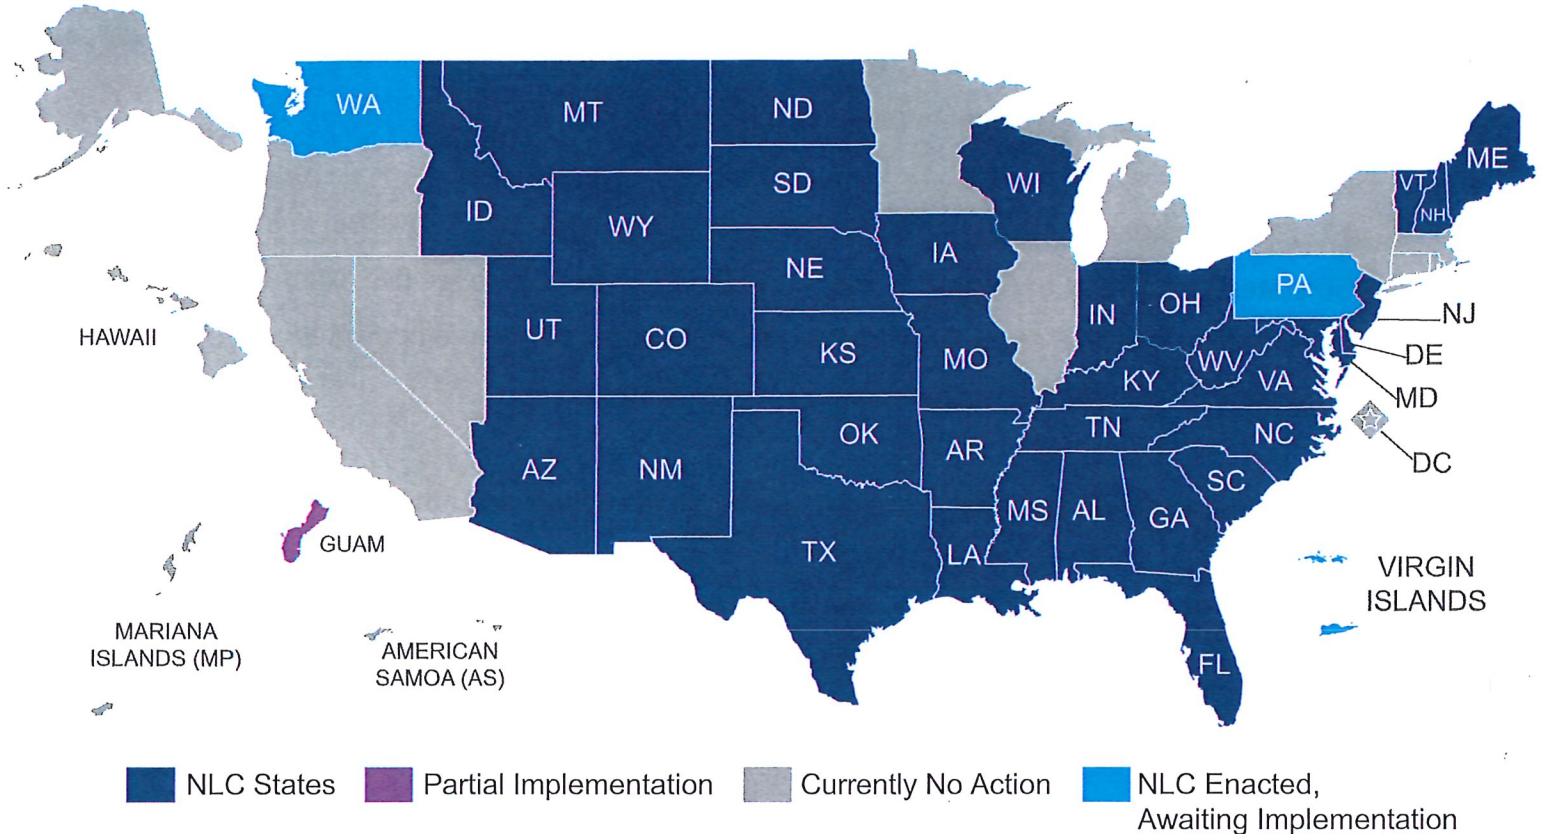 WA
MT
ND
ME
VT
NH
SD
WI
ID
WY
IA
NE
PA
NJ
IN
OH
UT
CO
KS
MO
WV
DE
HAWAII
KY
VA
MD
OK
TN
NC
AR
DC
AZ
NM
SC
MS
AL
GA
GUAM
TX
LA
VIRGIN
ISLANDS
MARIANA
ISLANDS (MP)
AMERICAN
SAMOA (AS)
FL
NLC States
Partial Implementation
Currently No Action
NLC Enacted,
Awaiting Implementation